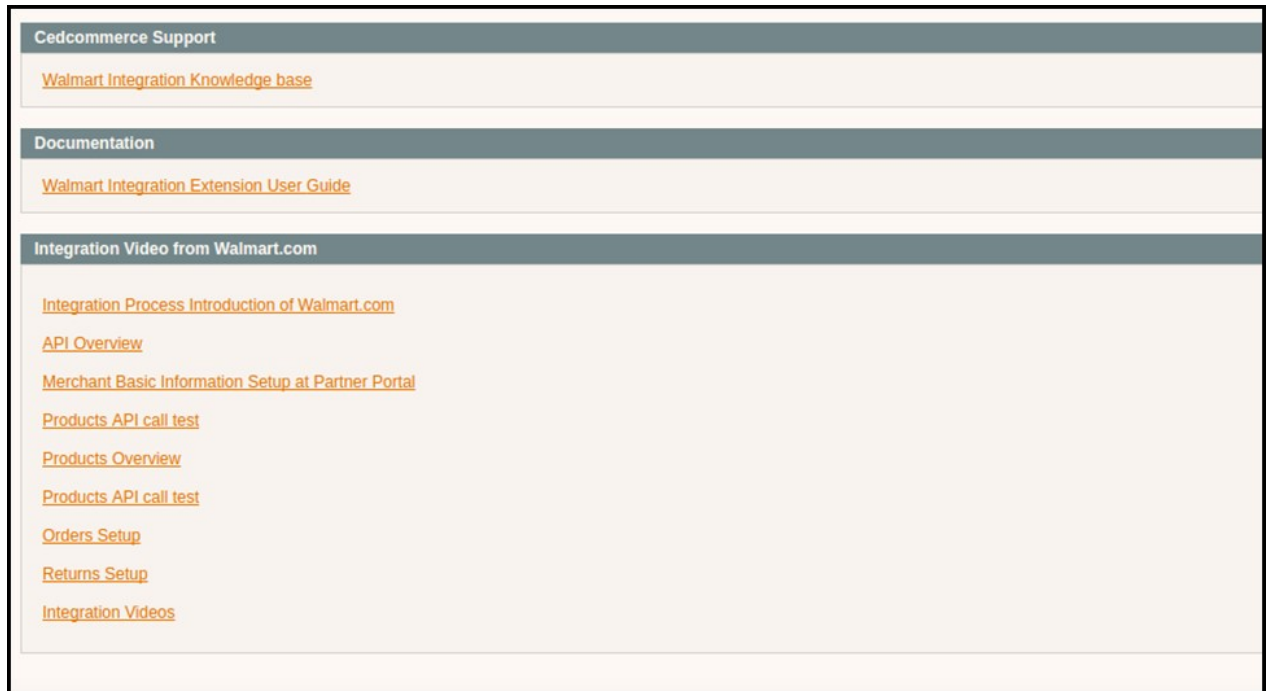 Cedcommerce Support
Walmart Integration Knowledge base
Documentation
Walmart Integration Extension User Guide
Integration Video from Walmart.com
Integration Process Introduction of Walmart.com
API Overview
Merchant Basic Information Setup at Partner Portal
Products API call test
Products Overview
Products API call test
Orders Setup
Returns Setup
Integration Videos